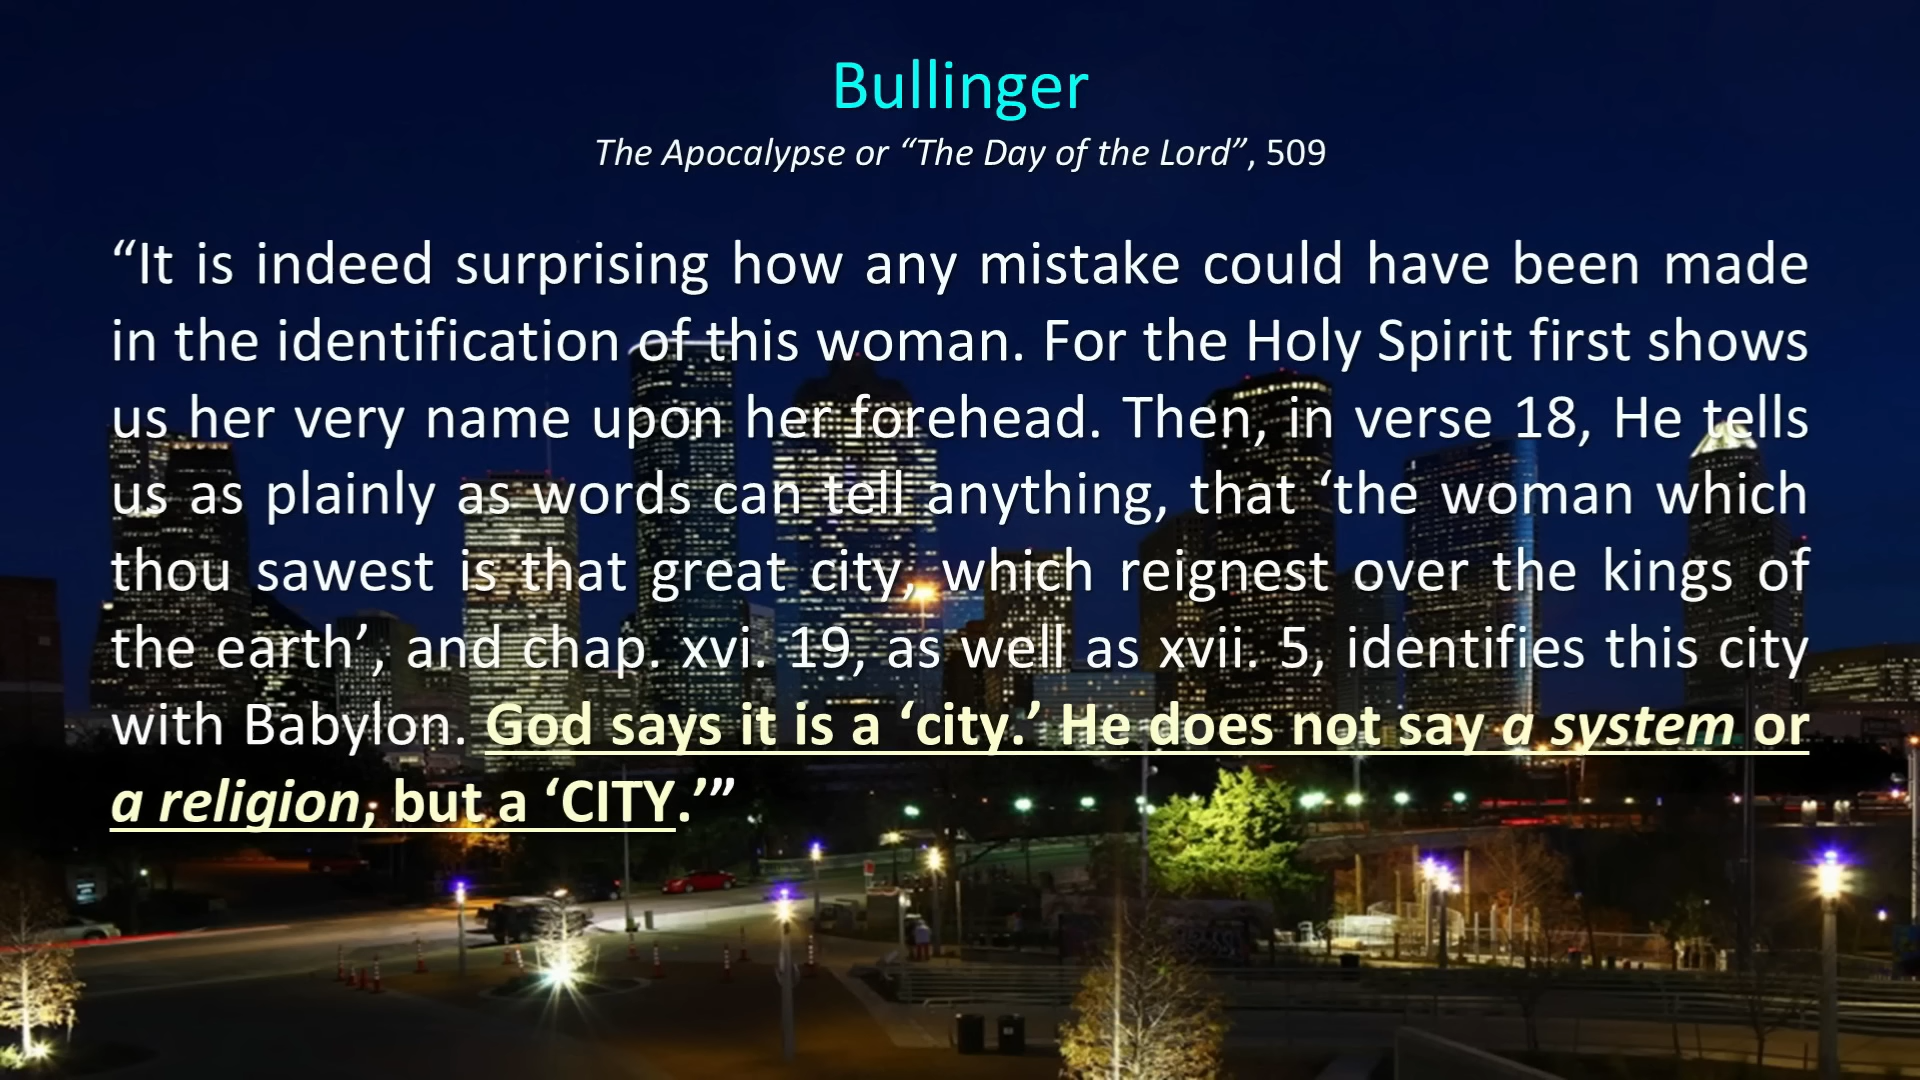 Bullinger
The Apocalypse or “The Day of the Lord”, 509
“It is indeed surprising how any mistake could have been made
in the identification of this woman. For the Holy Spirit first shows
us her very name upon her forehead. Then, in verse 18, He tells
us as plainly as words can tell anything, that ‘the woman which
thou sawest is that great city, which reignest over the kings of
the earth’, and chap. xvi. 19, as well as xvii. 5, identifies this city
with Babylon. God says it is a ‘city.’ He does not say a system or
a religion, but a ‘CITY.’”